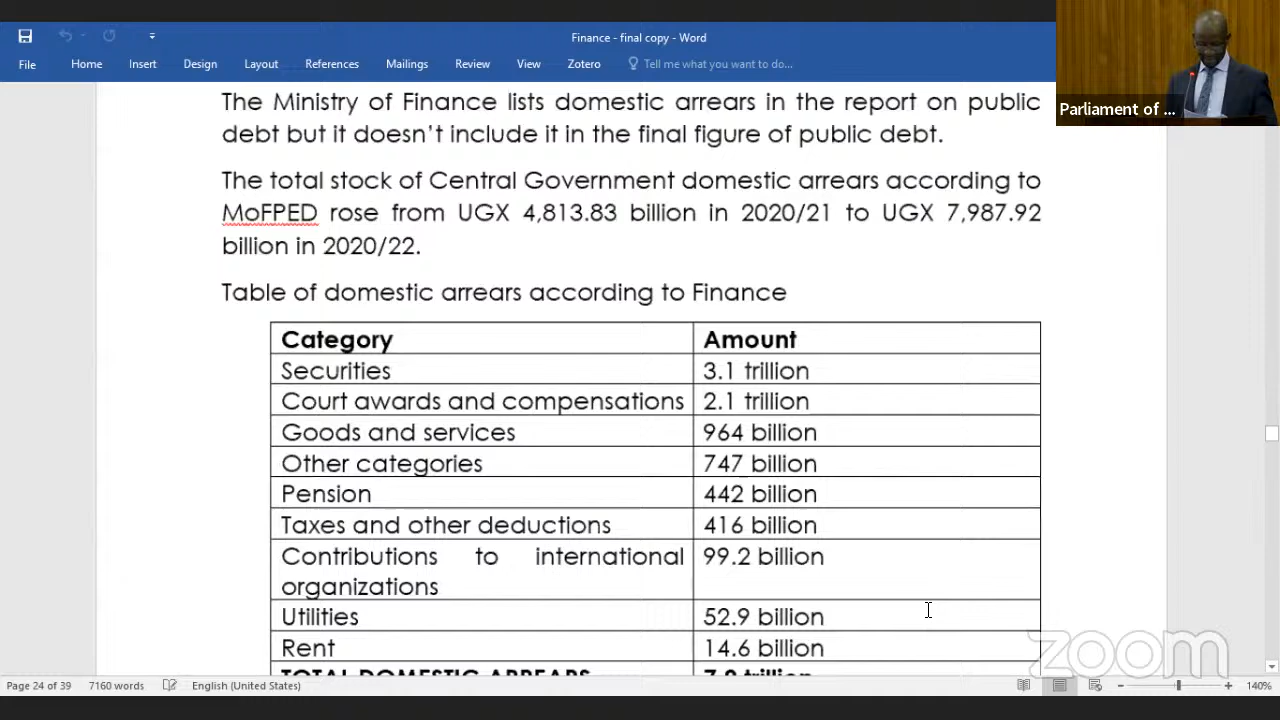 Finance - final copy - Word
File Home Insert Design Layout References Mailings Review View Zotero Tell me what you want to do...
Parliament of ...
The Ministry of Finance lists domestic arrears in the report on public
debt but it doesn't include it in the final figure of public debt.
The total stock of Central Government domestic arrears according to
MoFPED rose from UGX 4,813.83 billion in 2020/21 to UGX 7,987.92
billion in 2020/22.
Table of domestic arrears according to Finance
Category Amount
Securities 3.1 trillion
Court awards and compensations 2.1 trillion
Goods and services 964 billion
Other categories 747 billion
Pension 442 billion
Taxes and other deductions 416 billion
Contributions to international 99.2 billion
organizations
Utilities 52.9 billion
Rent 14.6 billion
TOTAL DOMESTIC ARREARS trillion
zoom
Page 24 of 39 7160 words English (United States) 140%